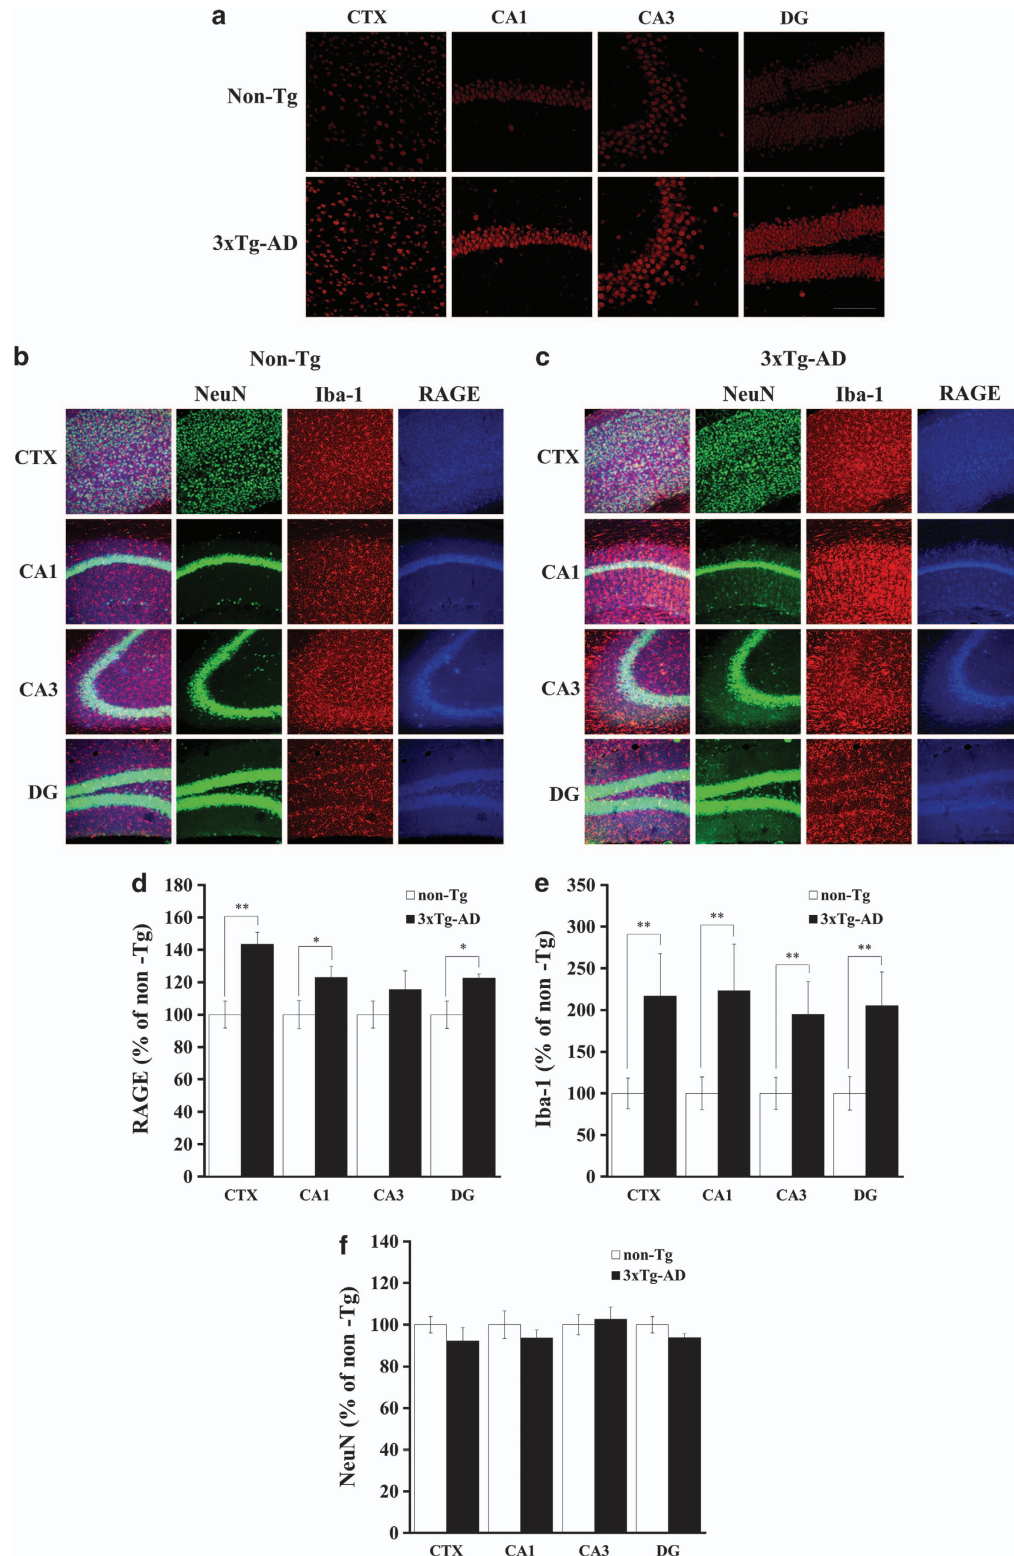 a
CTX CA1 CA3 DG
Non-Tg
3xTg-AD
b Non-Tg
NeuN Iba-1 RAGE
CTX
CA1
CA3
DG
c 3xTg-AD
NeuN Iba-1 RAGE
CTX
CA1
CA3
DG
d
RAGE (% of non -Tg)
180
160
140
120
100
80
60
40
20
0
non-Tg
3xTg-AD
** * *
CTX CA1 CA3 DG
e
Iba-1 (% of non -Tg)
350
300
250
200
150
100
50
0
non-Tg
3xTg-AD
** ** ** **
CTX CA1 CA3 DG
f
NeuN (% of non -Tg)
140
120
100
80
60
40
20
0
non-Tg
3xTg-AD
CTX CA1 CA3 DG